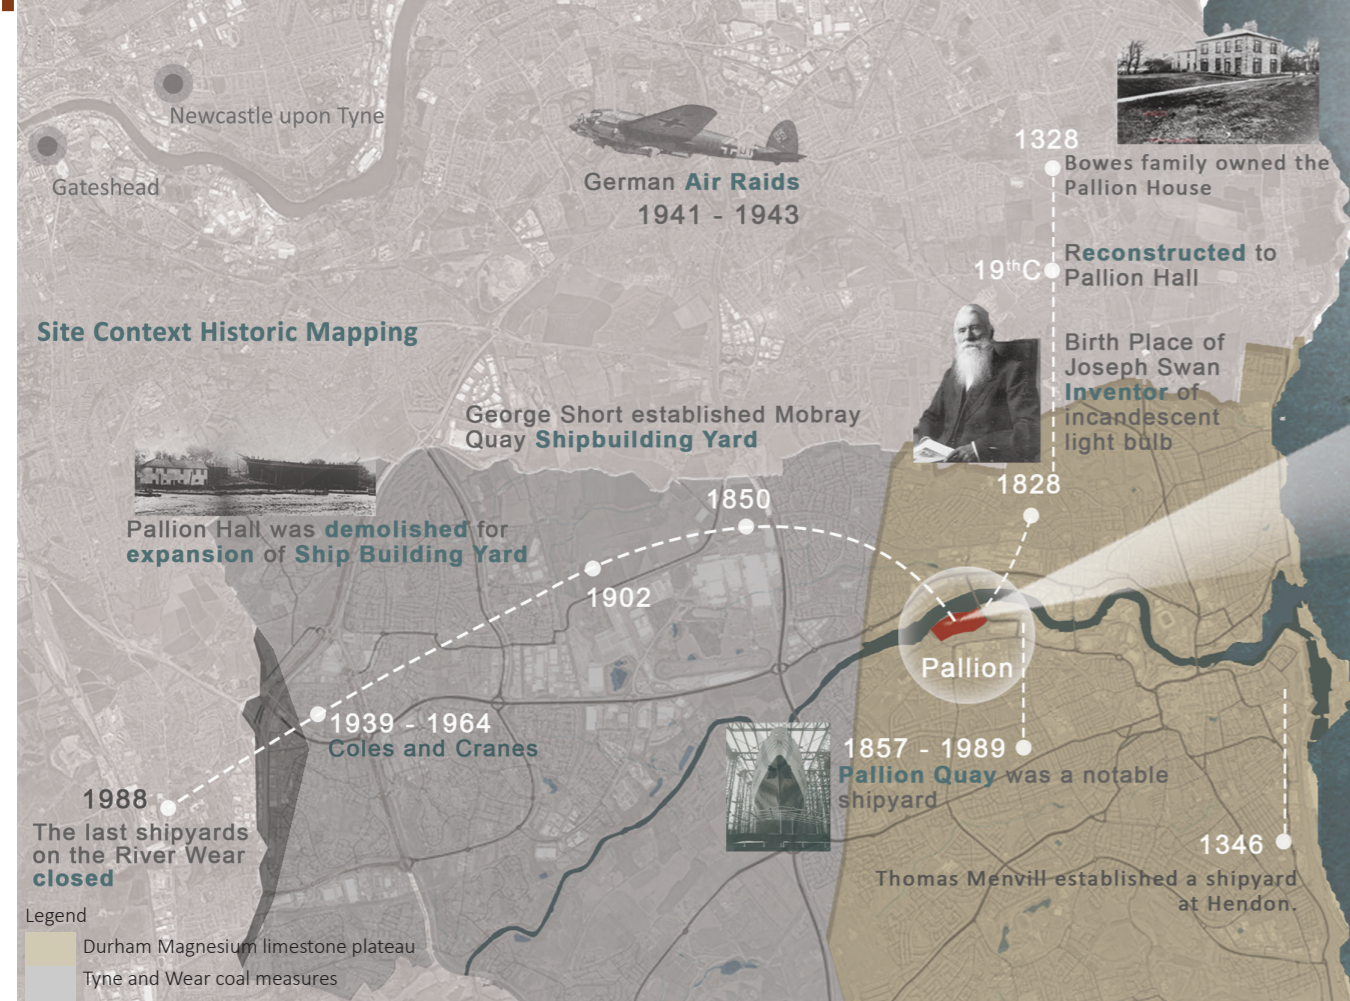 Newcastle upon Tyne
Gateshead
German Air Raids
1941 - 1943
1328
Bowes family owned the
Pallion House
19thC
Reconstructed to
Pallion Hall
Site Context Historic Mapping
Birth Place of
Joseph Swan
Inventor of
incandescent
light bulb
George Short established Mobray
Quay Shipbuilding Yard
1828
1850
Pallion Hall was demolished for
expansion of Ship Building Yard
1902
Pallion
1939 - 1964
Coles and Cranes
1857 - 1989
Pallion Quay was a notable
shipyard
1988
The last shipyards
on the River Wear
closed
1346
Thomas Menvill established a shipyard
at Hendon.
Legend
Durham Magnesium limestone plateau
Tyne and Wear coal measures